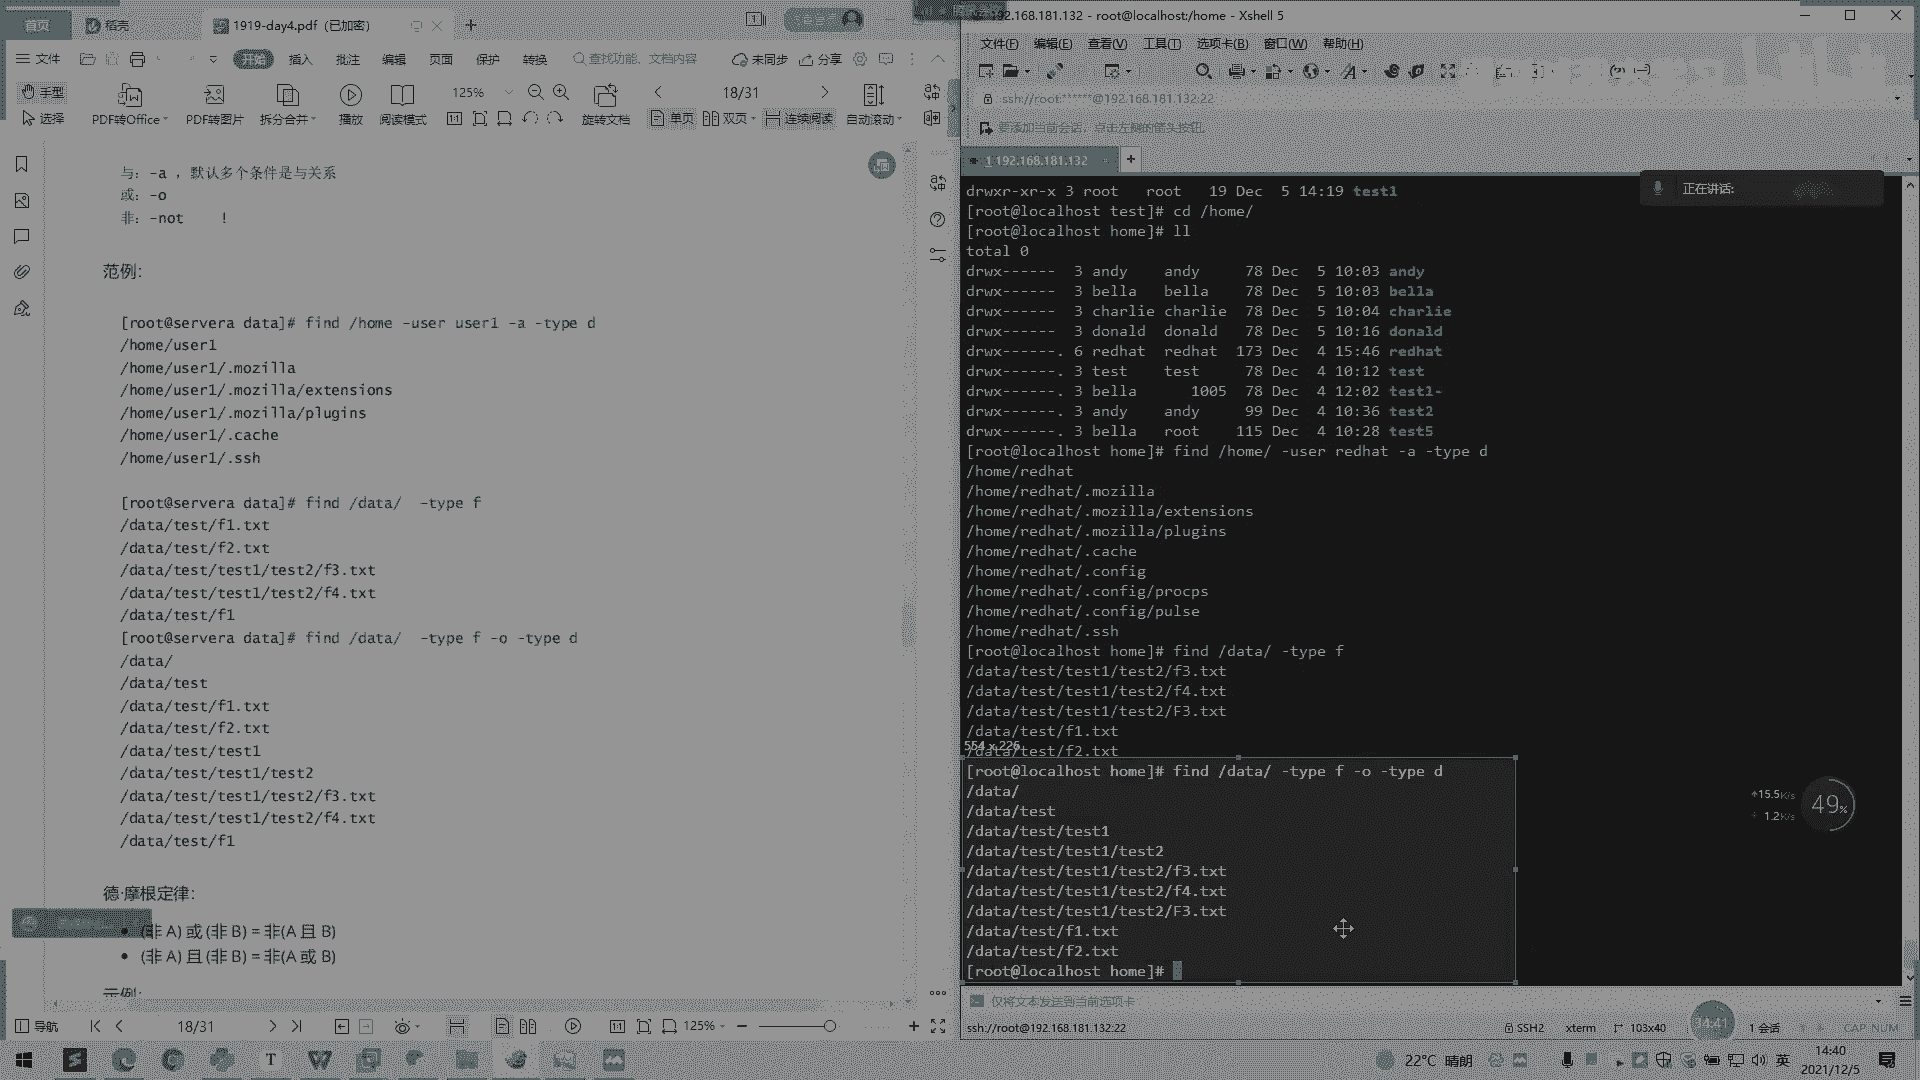 首页
稻壳
1919-day4.pdf（已加密）
文件
开始 插入 批注 编辑 页面 保护 转换 查找功能、文档内容 未同步 分享
手型
选择
PDF转Office PDF转图片 拆分合并 播放 阅读模式
125%
旋转文档
18/31
单页 双页 连续阅读 自动滚动
与：-a ，默认多个条件是与关系
或：-o
非：-not !
范例：
[root@servera data]# find /home -user user1 -a -type d
/home/user1
/home/user1/.mozilla
/home/user1/.mozilla/extensions
/home/user1/.mozilla/plugins
/home/user1/.cache
/home/user1/.ssh
[root@servera data]# find /data/ -type f
/data/test/f1.txt
/data/test/f2.txt
/data/test/test1/test2/f3.txt
/data/test/test1/test2/f4.txt
/data/test/f1
[root@servera data]# find /data/ -type f -o -type d
/data/
/data/test
/data/test/f1.txt
/data/test/f2.txt
/data/test/test1
/data/test/test1/test2
/data/test/test1/test2/f3.txt
/data/test/test1/test2/f4.txt
/data/test/f1
德·摩根定律：
(非 A) 或 (非 B) = 非(A 且 B)
(非 A) 且 (非 B) = 非(A 或 B)
示例：
导航
18/31
125%
192.168.181.132 - root@localhost:/home - Xshell 5
文件(F) 编辑(E) 查看(V) 工具(T) 选项卡(B) 窗口(W) 帮助(H)
ssh://root:******@192.168.181.132:22
要添加当前会话，点击左侧的箭头按钮。
1 192.168.181.132
正在讲话:
drwxr-xr-x 3 root root 19 Dec 5 14:19 test1
[root@localhost test]# cd /home/
[root@localhost home]# ll
total 0
drwx------ 3 andy andy 78 Dec 5 10:03 andy
drwx------ 3 bella bella 78 Dec 5 10:03 bella
drwx------ 3 charlie charlie 78 Dec 5 10:04 charlie
drwx------ 3 donald donald 78 Dec 5 10:16 donald
drwx------. 6 redhat redhat 173 Dec 4 15:46 redhat
drwx------. 3 test test 78 Dec 4 10:12 test
drwx------. 3 bella 1005 78 Dec 4 12:02 test1-
drwx------. 3 andy andy 99 Dec 4 10:36 test2
drwx------. 3 bella root 115 Dec 4 10:28 test5
[root@localhost home]# find /home/ -user redhat -a -type d
/home/redhat
/home/redhat/.mozilla
/home/redhat/.mozilla/extensions
/home/redhat/.mozilla/plugins
/home/redhat/.cache
/home/redhat/.config
/home/redhat/.config/procps
/home/redhat/.config/pulse
/home/redhat/.ssh
[root@localhost home]# find /data/ -type f
/data/test/test1/test2/f3.txt
/data/test/test1/test2/f4.txt
/data/test/test1/test2/F3.txt
/data/test/f1.txt
554 x 226
/data/test/f2.txt
[root@localhost home]# find /data/ -type f -o -type d
/data/
/data/test
/data/test/test1
/data/test/test1/test2
/data/test/test1/test2/f3.txt
/data/test/test1/test2/f4.txt
/data/test/test1/test2/F3.txt
/data/test/f1.txt
/data/test/f2.txt
[root@localhost home]#
15.5K/s
1.2K/s
49%
仅将文本发送到当前选项卡
ssh://root@192.168.181.132:22
SSH2 xterm 103x40
34:41
1 会话 CAP NUM
22°C 晴朗
英
14:40
2021/12/5